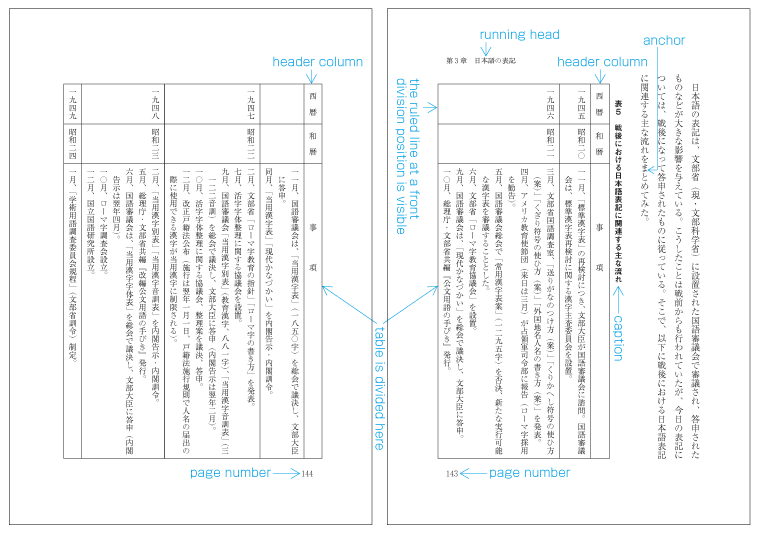 running head
anchor
header column
第3章　日本語の表記
header column
the ruled line at a front
division position is visible
日本語の表記は、文部省（現・文部科学省）に設置された国語審議会で審議され、答申された
ものなどが大きな影響を与えている。こうしたことは戦前からも行われていたが、今日の表記に
ついては、戦後になって答申されたものに従っている。そこで、以下に戦後における日本語表記
に関連する主な流れをまとめてみた。
表5　戦後における日本語表記に関連する主な流れ
caption
西暦　和暦　事項
一九四五　昭和二〇　一一月、「標準漢字表」の再検討につき、文部大臣が国語審議会に諮問。国語審議
会は、標準漢字表再検討に関する漢字主査委員会を設置。
一九四六　昭和二一　三月、文部省国語調査室、「送りがなのつけ方（案）」「くりかへし符号の使ひ方
（案）」「くぎり符号の使ひ方（案）」「外国地名人名の書き方（案）」を発表。
四月、アメリカ教育使節団（来日は三月）が占領軍司令部に報告（ローマ字採用
を勧告）。
五月、国語審議会総会で「常用漢字表案」（一二九五字）を否決、新たな実行可能
な漢字表を審議することとした。
六月、文部省「ローマ字教育協議会」を設置。
九月、国語審議会は、「現代かなづかい」を総会で議決し、文部大臣に答申。
一〇月、総理庁・文部省共編『公文用語の手びき』発行。
143
page number
table is divided here
西暦　和暦　事項
一一月、国語審議会は、「当用漢字表」（一八五〇字）を総会で議決し、文部大臣
に答申。
同月、「当用漢字表」「現代かなづかい」を内閣告示・内閣訓令。
一九四七　昭和二二　二月、文部省「ローマ字教育の指針」「ローマ字の書き方」を発表。
七月、活字字体整理に関する協議会を設置。
九月、国語審議会「当用漢字別表」（教育漢字、八八一字）、「当用漢字音訓表」（三
一二二音訓）を総会で議決し、文部大臣に答申（内閣告示は翌年二月）。
一〇月、活字字体整理に関する協議会、整理案を議決、答申。
一二月、改正戸籍法公布（施行は翌年一月一日、戸籍法施行規則で人名の届出の
際に使用できる漢字が当用漢字に制限される）。
一九四八　昭和二三　二月、「当用漢字別表」「当用漢字音訓表」を内閣告示・内閣訓令。
五月、総理庁・文部省共編『改編公文用語の手びき』発行。
六月、国語審議会は、「当用漢字字体表」を総会で議決し、文部大臣に答申（内閣
告示は翌年四月）。
一〇月、ローマ字調査会設立。
一二月、国立国語研究所設立。
一九四九　昭和二四　一月、「学術用語調査委員会規程」（文部省訓令）制定。
page number
144